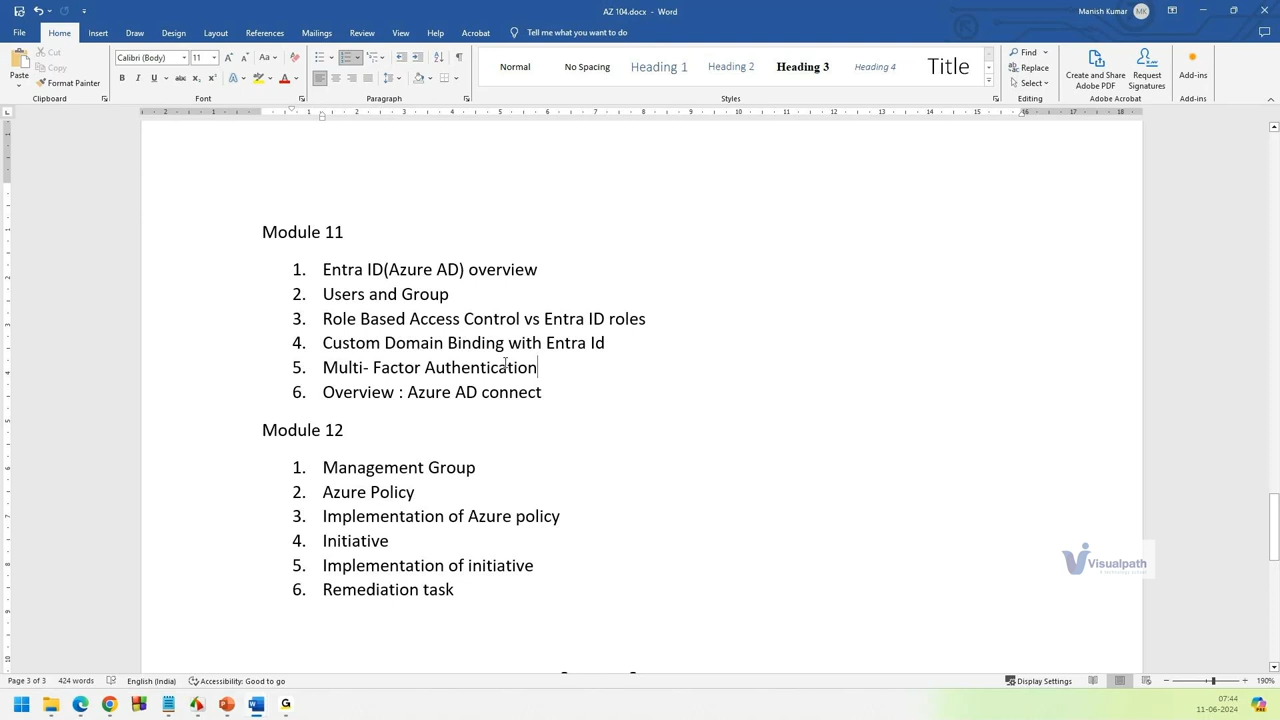 AZ 104.docx - Word
Manish Kumar MK
File Home Insert Draw Design Layout References Mailings Review View Help Acrobat Tell me what you want to do
Paste Cut Copy Format Painter
Calibri (Body) 11
Normal No Spacing Heading 1 Heading 2 Heading 3 Heading 4 Title
Find Replace Select
Create and Share Adobe PDF Request Signatures Add-ins
Clipboard Font Paragraph Styles Editing Adobe Acrobat Add-ins
Module 11
1. Entra ID(Azure AD) overview
2. Users and Group
3. Role Based Access Control vs Entra ID roles
4. Custom Domain Binding with Entra Id
5. Multi- Factor Authentication
6. Overview : Azure AD connect
Module 12
1. Management Group
2. Azure Policy
3. Implementation of Azure policy
4. Initiative
5. Implementation of initiative
6. Remediation task
Visualpath
Page 3 of 3 424 words English (India) Accessibility: Good to go Display Settings 190%
07:44
11-06-2024